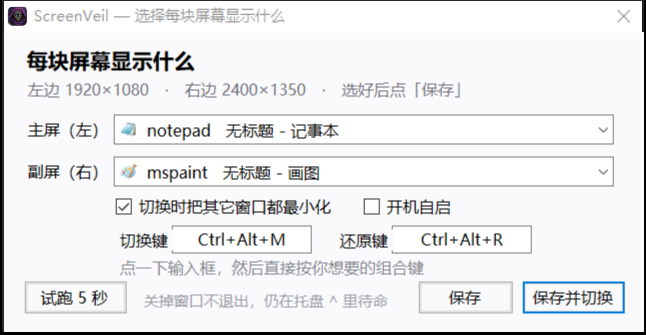 ScreenVeil — 选择每块屏幕显示什么
每块屏幕显示什么
左边 1920×1080 · 右边 2400×1350 · 选好后点「保存」
主屏（左） notepad 无标题 - 记事本
副屏（右） mspaint 无标题 - 画图
切换时把其它窗口都最小化 开机自启
切换键 Ctrl+Alt+M 还原键 Ctrl+Alt+R
点一下输入框，然后直接按你想要的组合键
试跑 5 秒 关掉窗口不退出，仍在托盘 ^ 里待命 保存 保存并切换